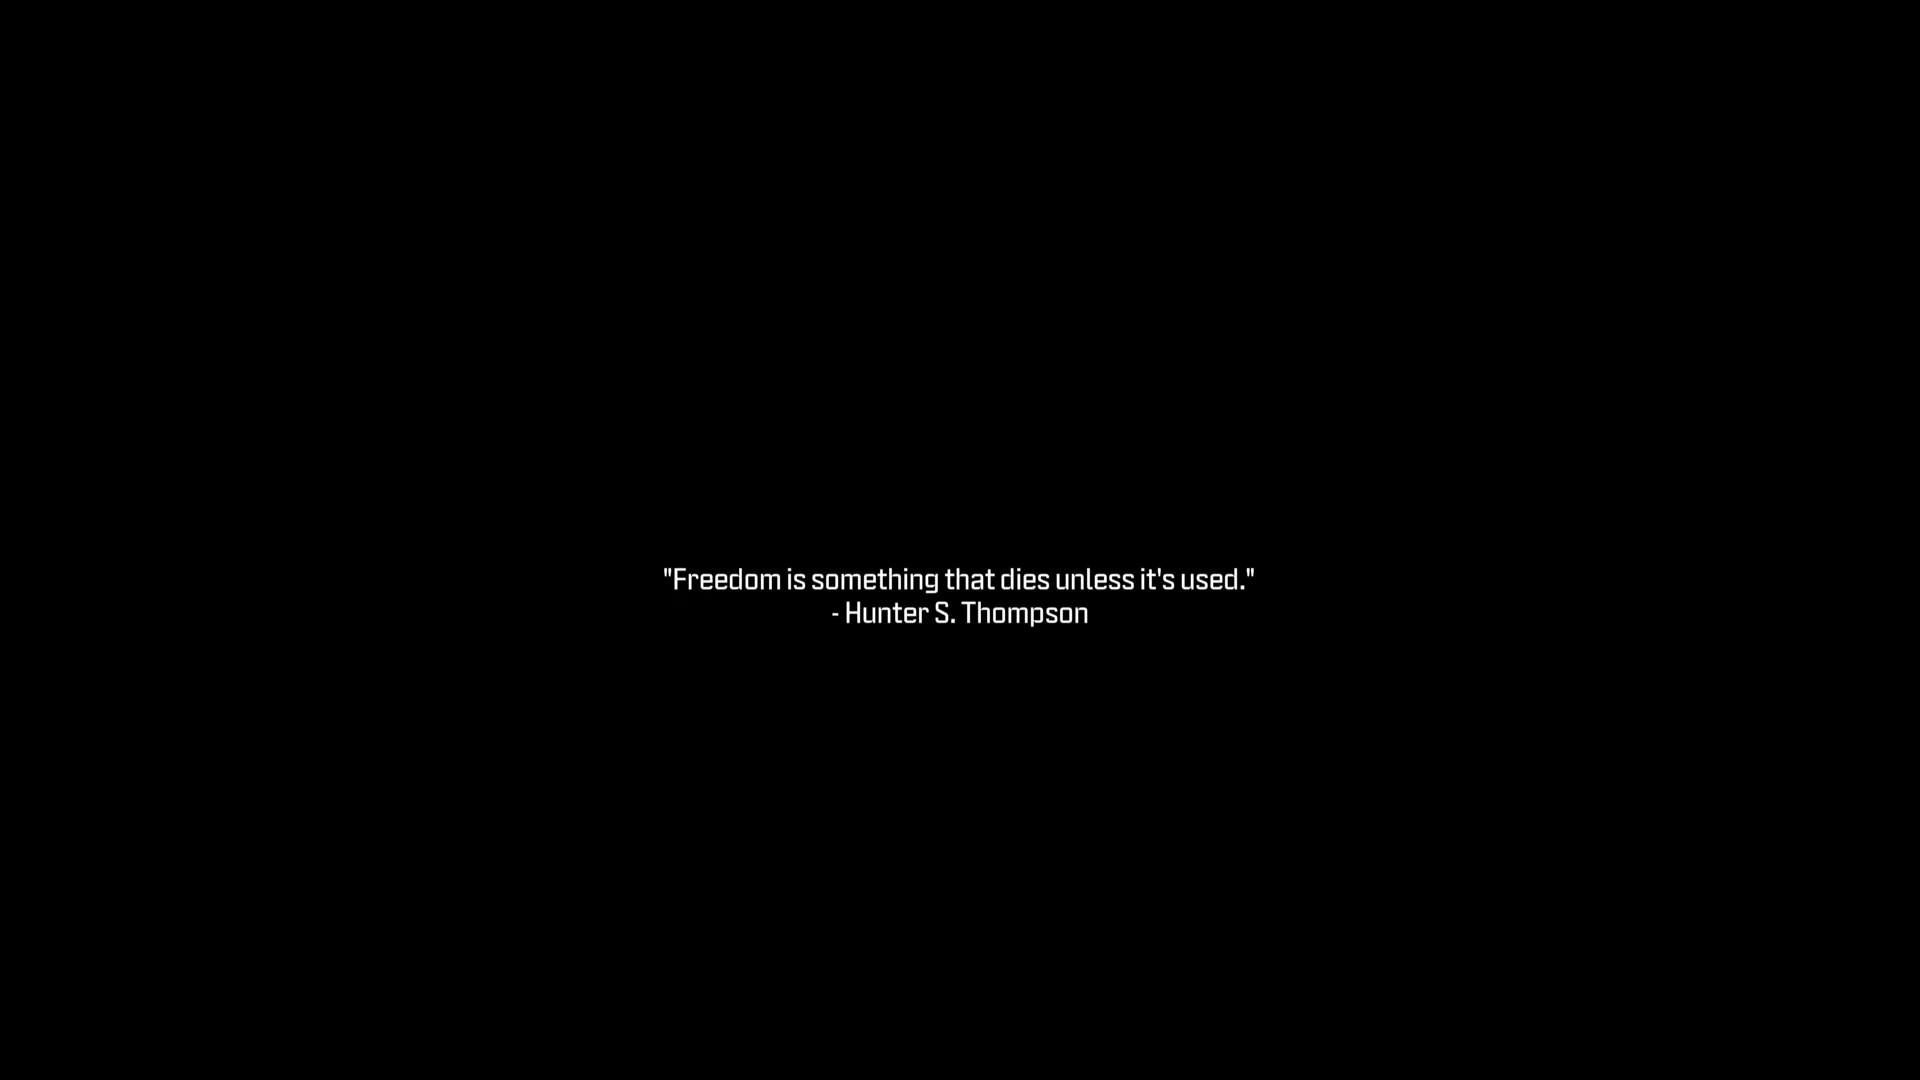 "Freedom is something that dies unless it's used."
- Hunter S. Thompson